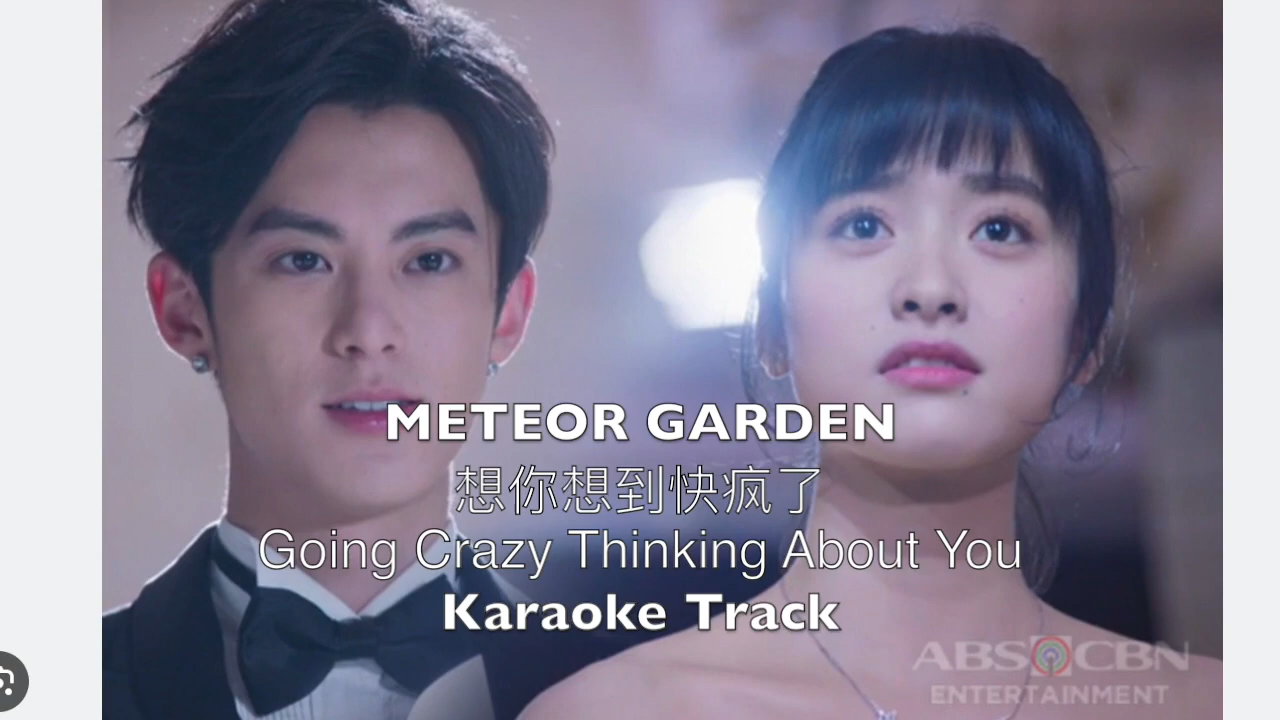 METEOR GARDEN
想你想到快疯了
Going Crazy Thinking About You
Karaoke Track
ABS CBN
ENTERTAINMENT